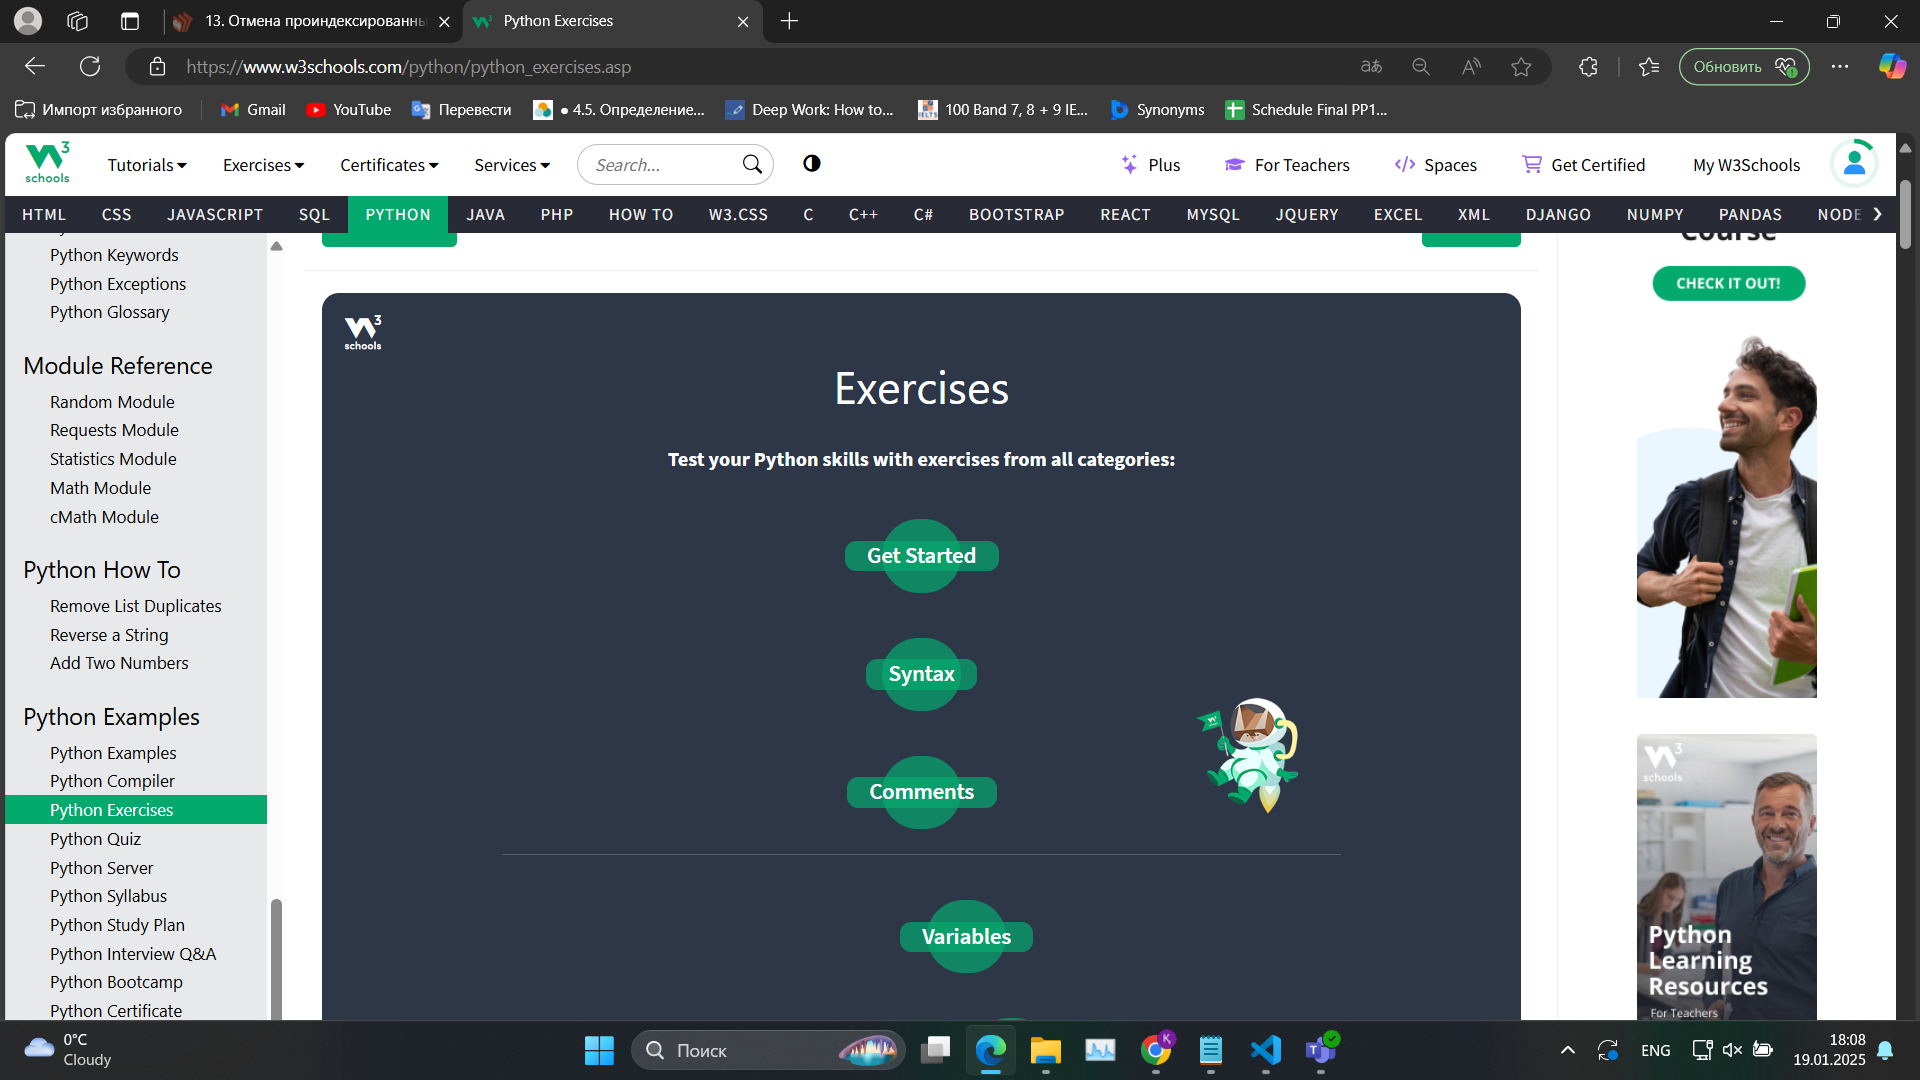 13. Отмена проиндексированны
Python Exercises
https://www.w3schools.com/python/python_exercises.asp
Обновить
Импорт избранного
Gmail
YouTube
Перевести
● 4.5. Определение...
Deep Work: How to...
100 Band 7, 8 + 9 IE...
Synonyms
Schedule Final PP1...
W3 schools
Tutorials
Exercises
Certificates
Services
Search...
Plus
For Teachers
Spaces
Get Certified
My W3Schools
HTML
CSS
JAVASCRIPT
SQL
PYTHON
JAVA
PHP
HOW TO
W3.CSS
C
C++
C#
BOOTSTRAP
REACT
MYSQL
JQUERY
EXCEL
XML
DJANGO
NUMPY
PANDAS
NODE
Python Keywords
Python Exceptions
Python Glossary
Module Reference
Random Module
Requests Module
Statistics Module
Math Module
cMath Module
Python How To
Remove List Duplicates
Reverse a String
Add Two Numbers
Python Examples
Python Examples
Python Compiler
Python Exercises
Python Quiz
Python Server
Python Syllabus
Python Study Plan
Python Interview Q&A
Python Bootcamp
Python Certificate
W3 schools
Exercises
Test your Python skills with exercises from all categories:
Get Started
Syntax
Comments
Variables
Course
CHECK IT OUT!
W3 schools
Python
Learning
Resources
For Teachers
0°C
Cloudy
Поиск
ENG
18:08
19.01.2025